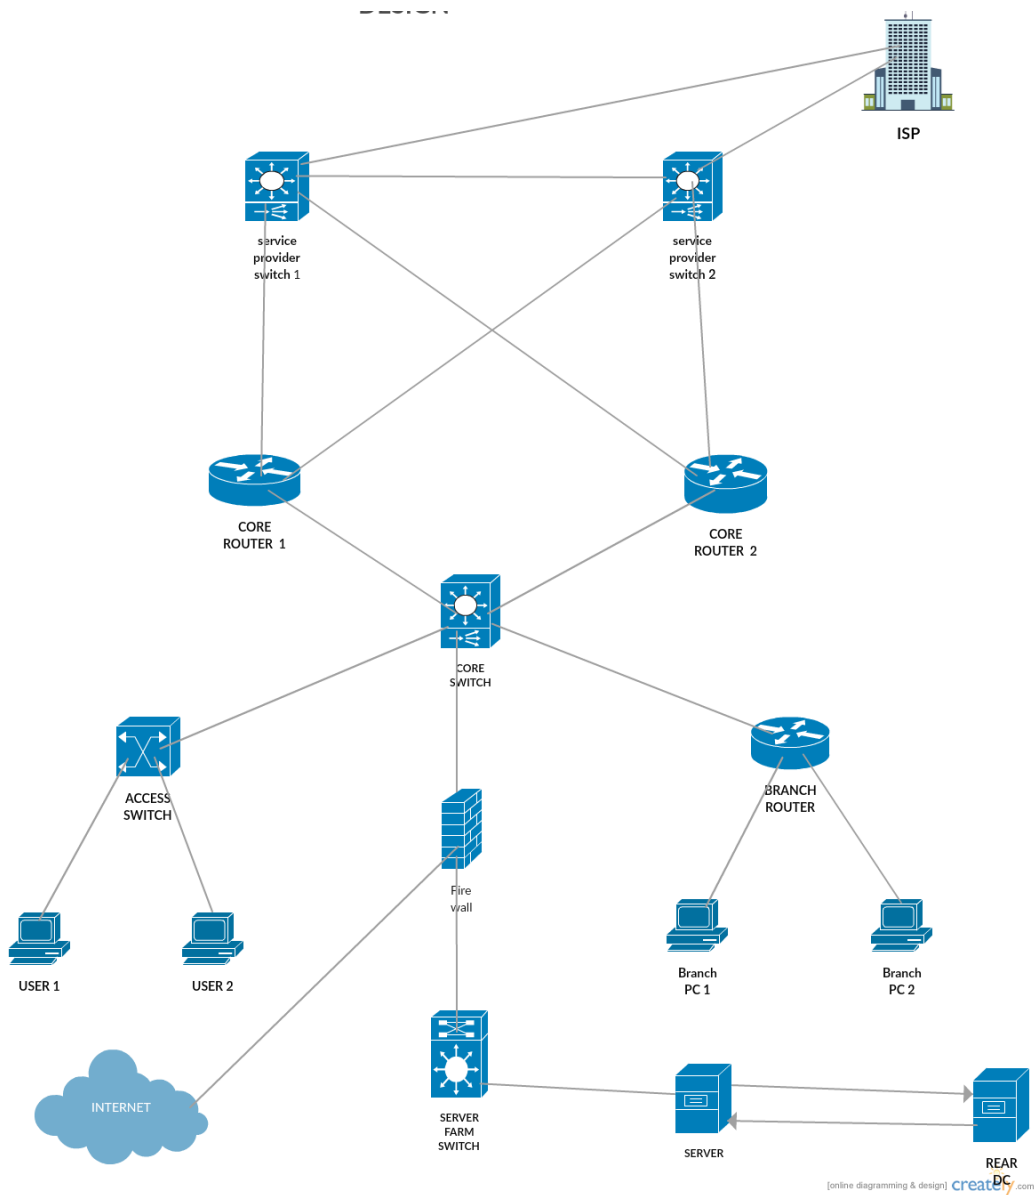 DESIGN
ISP
service
provider
switch 1
service
provider
switch 2
CORE
ROUTER 1
CORE
ROUTER 2
CORE
SWITCH
ACCESS
SWITCH
BRANCH
ROUTER
Fire
wall
USER 1
USER 2
Branch
PC 1
Branch
PC 2
INTERNET
SERVER
FARM
SWITCH
SERVER
REAR
DC
[online diagramming & design] creately.com